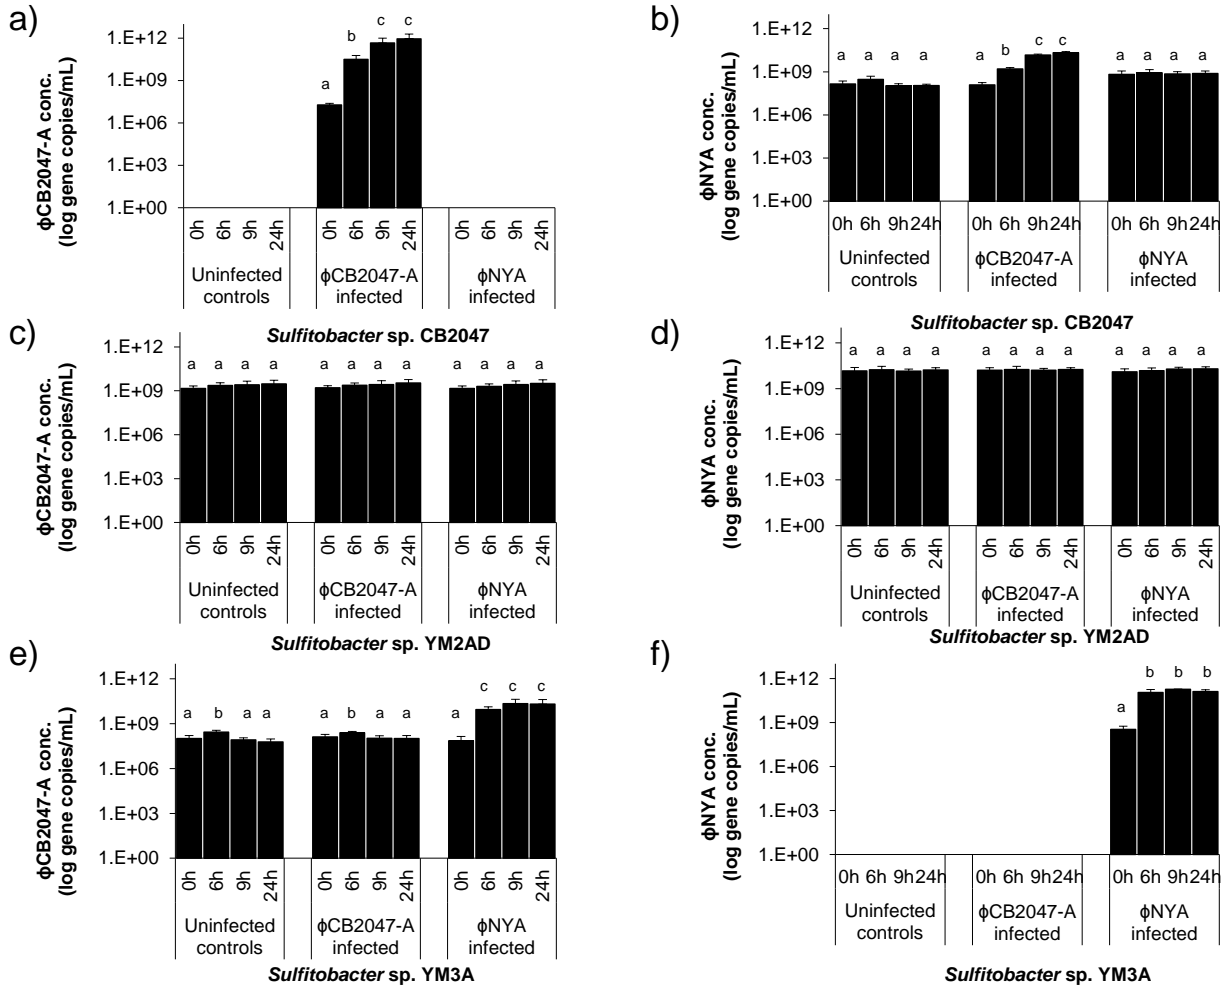 a)
ϕCB2047-A conc.
(log gene copies/mL)
1.E+12
1.E+09
1.E+06
1.E+03
1.E+00
a
b
c
c
0h
6h
9h
24h
0h
6h
9h
24h
0h
6h
9h
24h
Uninfected
controls
ϕCB2047-A
infected
ϕNYA
infected
Sulfitobacter sp. CB2047
b)
ϕNYA conc.
(log gene copies/mL)
1.E+12
1.E+09
1.E+06
1.E+03
1.E+00
a a a a
a b c c
a a a a
0h 6h 9h24h
0h 6h 9h24h
0h 6h 9h24h
Uninfected
controls
ϕCB2047-A
infected
ϕNYA
infected
Sulfitobacter sp. CB2047
c)
ϕCB2047-A conc.
(log gene copies/mL)
1.E+12
1.E+09
1.E+06
1.E+03
1.E+00
a a a a
a a a a
a a a a
0h
6h
9h
24h
0h
6h
9h
24h
0h
6h
9h
24h
Uninfected
controls
ϕCB2047-A
infected
ϕNYA
infected
Sulfitobacter sp. YM2AD
d)
ϕNYA conc.
(log gene copies/mL)
1.E+12
1.E+09
1.E+06
1.E+03
1.E+00
a a a a
a a a a
a a a a
0h
6h
9h
24h
0h
6h
9h
24h
0h
6h
9h
24h
Uninfected
controls
ϕCB2047-A
infected
ϕNYA
infected
Sulfitobacter sp. YM2AD
e)
ϕCB2047-A conc.
(log gene copies/mL)
1.E+12
1.E+09
1.E+06
1.E+03
1.E+00
a b a a
a b a a
a c c c
0h
6h
9h
24h
0h
6h
9h
24h
0h
6h
9h
24h
Uninfected
controls
ϕCB2047-A
infected
ϕNYA
infected
Sulfitobacter sp. YM3A
f)
ϕNYA conc.
(log gene copies/mL)
1.E+12
1.E+09
1.E+06
1.E+03
1.E+00
a b b b
0h 6h 9h24h
0h 6h 9h24h
0h 6h 9h24h
Uninfected
controls
ϕCB2047-A
infected
ϕNYA
infected
Sulfitobacter sp. YM3A